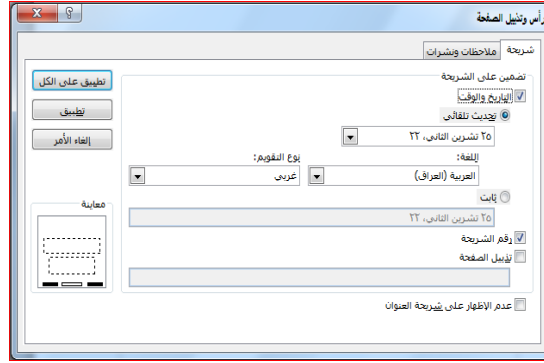 رأس وتذييل الصفحة
شريحة ملاحظات ونشرات
تضمين على الشريحة
التاريخ والوقت
تحديث تلقائي
٢٥ تشرين الثاني، ٢٢
اللغة: نوع التقويم:
العربية (العراق) غربي
ثابت
٢٥ تشرين الثاني، ٢٢
رقم الشريحة
تذييل الصفحة
عدم الإظهار على شريحة العنوان
تطبيق على الكل
تطبيق
إلغاء الأمر
معاينة